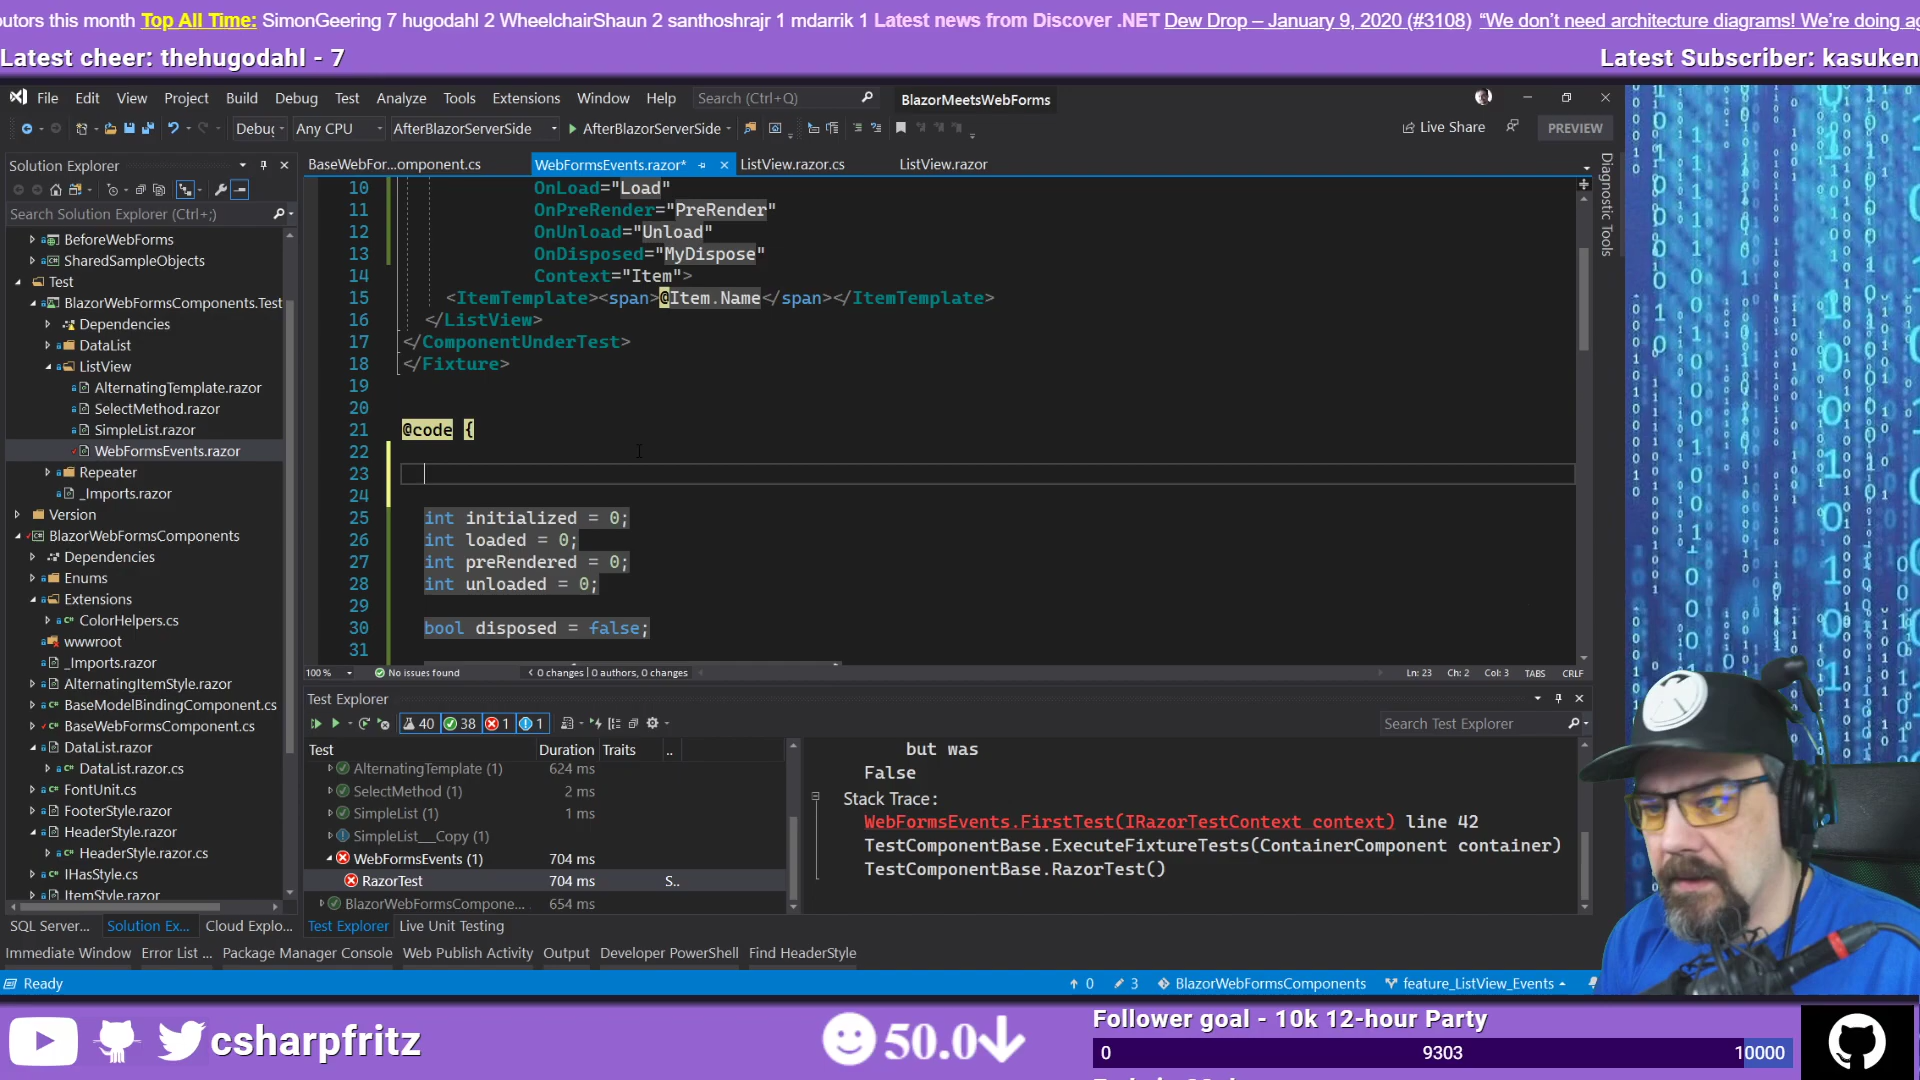 utors this month Top All Time: SimonGeering 7 hugodahl 2 WheelchairShaun 2 santhoshrajr 1 mdarrik 1 Latest news from Discover .NET Dew Drop – January 9, 2020 (#3108) "We don't need architecture diagrams! We're doing ag
Latest cheer: thehugodahl - 7
Latest Subscriber: kasuken
File Edit View Project Build Debug Test Analyze Tools Extensions Window Help Search (Ctrl+Q) BlazorMeetsWebForms
Debug Any CPU AfterBlazorServerSide AfterBlazorServerSide Live Share PREVIEW
Solution Explorer
Search Solution Explorer (Ctrl+;)
BeforeWebForms
SharedSampleObjects
Test
BlazorWebFormsComponents.Test
Dependencies
DataList
ListView
AlternatingTemplate.razor
SelectMethod.razor
SimpleList.razor
WebFormsEvents.razor
Repeater
_Imports.razor
Version
BlazorWebFormsComponents
Dependencies
Enums
Extensions
ColorHelpers.cs
wwwroot
_Imports.razor
AlternatingItemStyle.razor
BaseModelBindingComponent.cs
BaseWebFormsComponent.cs
DataList.razor
DataList.razor.cs
FontUnit.cs
FooterStyle.razor
HeaderStyle.razor
HeaderStyle.razor.cs
IHasStyle.cs
ItemStyle.razor
SQL Server... Solution Ex... Cloud Explo...
BaseWebFor...omponent.cs WebFormsEvents.razor* ListView.razor.cs ListView.razor
10 OnLoad="Load"
11 OnPreRender="PreRender"
12 OnUnload="Unload"
13 OnDisposed="MyDispose"
14 Context="Item">
15 <ItemTemplate><span>@Item.Name</span></ItemTemplate>
16 </ListView>
17 </ComponentUnderTest>
18 </Fixture>
19
20
21 @code {
22
23
24
25 int initialized = 0;
26 int loaded = 0;
27 int preRendered = 0;
28 int unloaded = 0;
29
30 bool disposed = false;
31
100% No issues found 0 changes | 0 authors, 0 changes Ln: 23 Ch: 2 Col: 3 TABS CRLF
Diagnostic Tools
Test Explorer
40 38 1 1 Search Test Explorer
Test Duration Traits ..
AlternatingTemplate (1) 624 ms
SelectMethod (1) 2 ms
SimpleList (1) 1 ms
SimpleList__Copy (1)
WebFormsEvents (1) 704 ms
RazorTest 704 ms S..
BlazorWebFormsCompone... 654 ms
but was
False
Stack Trace:
WebFormsEvents.FirstTest(IRazorTestContext context) line 42
TestComponentBase.ExecuteFixtureTests(ContainerComponent container)
TestComponentBase.RazorTest()
Test Explorer Live Unit Testing
Immediate Window Error List ... Package Manager Console Web Publish Activity Output Developer PowerShell Find HeaderStyle
Ready 0 3 BlazorWebFormsComponents feature_ListView_Events
csharpfritz
50.0
Follower goal - 10k 12-hour Party
0 9303 10000